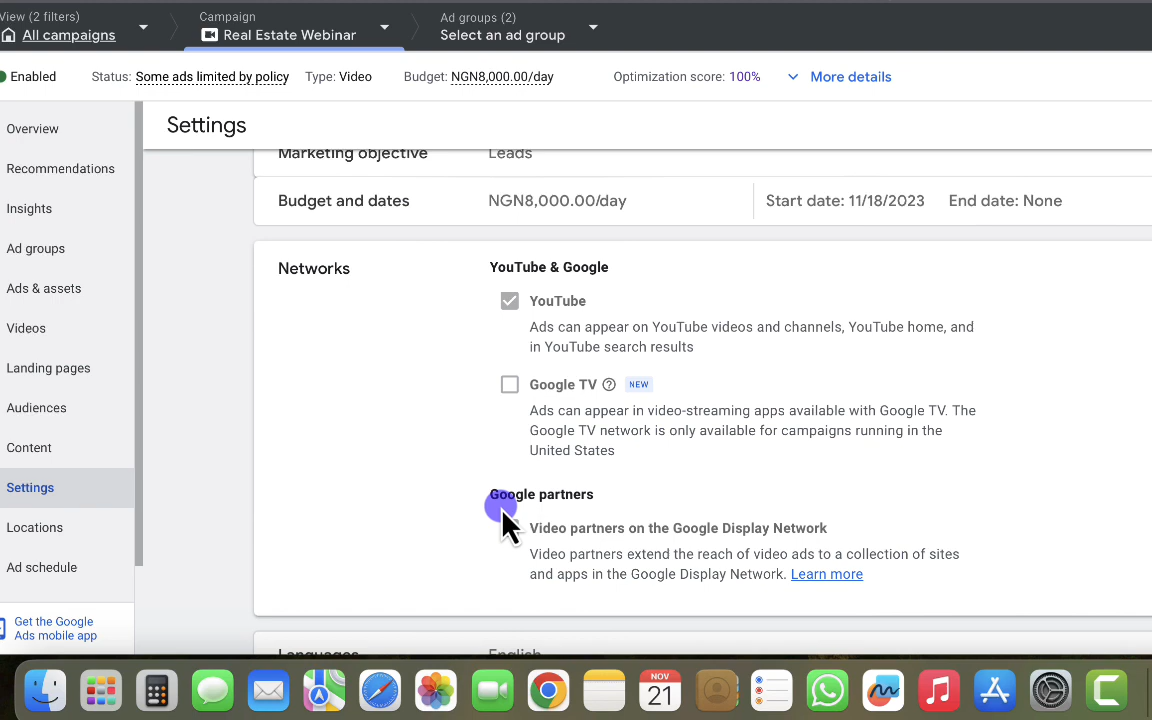 View (2 filters)
All campaigns
Campaign
Real Estate Webinar
Ad groups (2)
Select an ad group
Enabled
Status: Some ads limited by policy
Type: Video
Budget: NGN8,000.00/day
Optimization score: 100%
More details
Overview
Recommendations
Insights
Ad groups
Ads & assets
Videos
Landing pages
Audiences
Content
Settings
Locations
Ad schedule
Get the Google
Ads mobile app
Settings
Marketing objective
Leads
Budget and dates
NGN8,000.00/day
Start date: 11/18/2023
End date: None
Networks
YouTube & Google
YouTube
Ads can appear on YouTube videos and channels, YouTube home, and
in YouTube search results
Google TV
NEW
Ads can appear in video-streaming apps available with Google TV. The
Google TV network is only available for campaigns running in the
United States
Google partners
Video partners on the Google Display Network
Video partners extend the reach of video ads to a collection of sites
and apps in the Google Display Network. Learn more
Languages
English
NOV
21